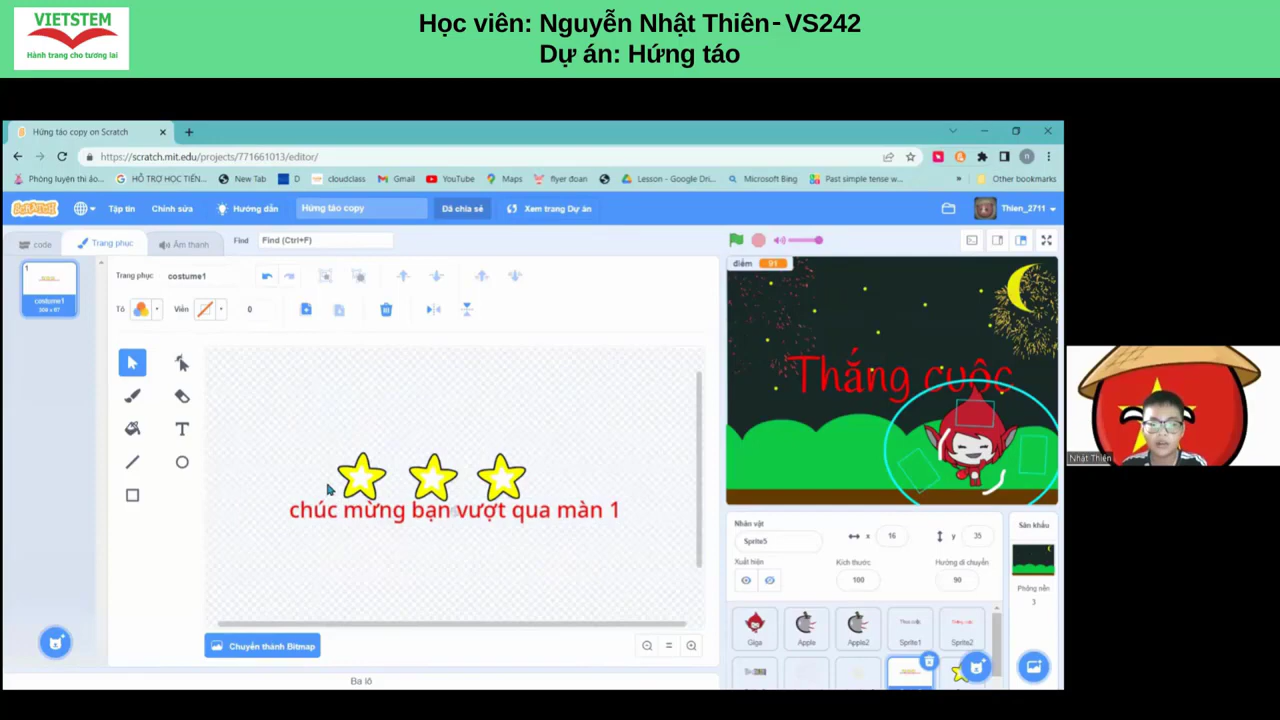 VIETSTEM
Hành trang cho tương lai
Học viên: Nguyễn Nhật Thiên - VS242
Dự án: Hứng táo
Hứng táo copy on Scratch
https://scratch.mit.edu/projects/771661013/editor/
Phòng luyện thi ảo...
HỖ TRỢ HỌC TIẾN...
New Tab
D
cloudclass
Gmail
YouTube
Maps
flyer đoan
Lesson - Google Dri...
Microsoft Bing
Past simple tense w...
»
Other bookmarks
SCRATCH
Tập tin
Chỉnh sửa
Hướng dẫn
Hứng táo copy
Đã chia sẻ
Xem trang Dự án
Thien_2711
code
Trang phục
Âm thanh
Find
Find (Ctrl+F)
1
costume1
Trang phục
costume1
Tô
Viền
0
chúc mừng bạn vượt qua màn 1
Chuyển thành Bitmap
Ba lô
điểm 91
Thắng cuộc
Nhân vật
Sprite5
x 16
y 35
Xuất hiện
Kích thước
100
Hướng di chuyển
90
Giga
Apple
Apple2
Sprite1
Sprite2
Sân khấu
Phông nền
3
Nhật Thiên